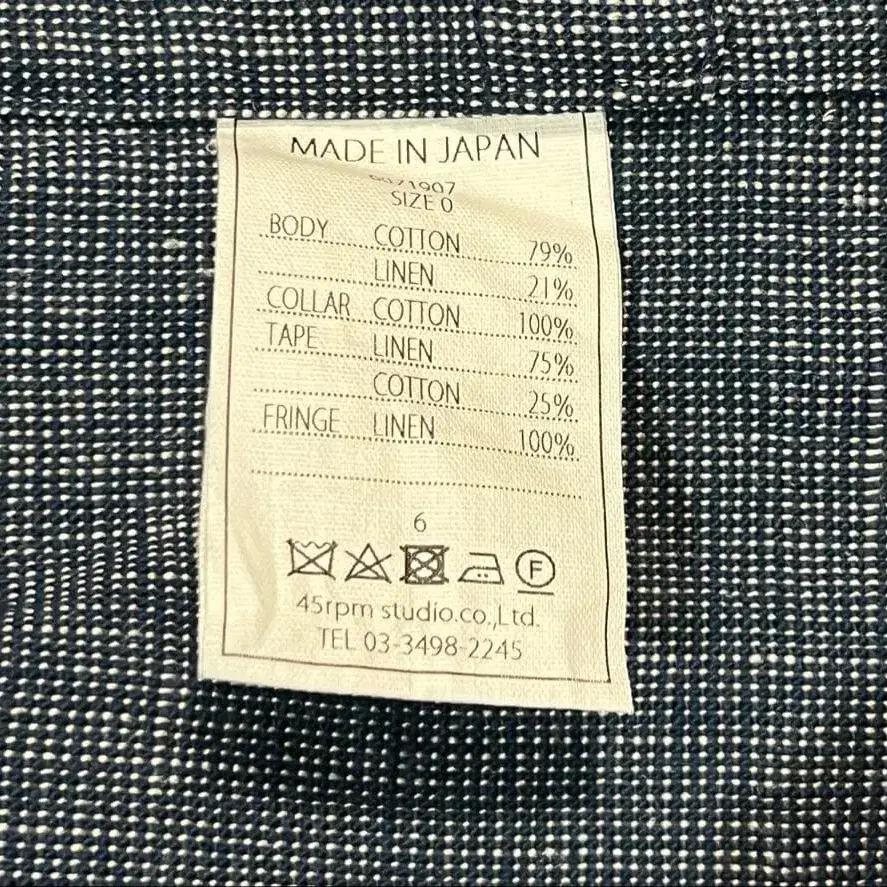 MADE IN JAPAN
SIZE 0
BODY COTTON 79%
LINEN 21%
COLLAR COTTON 100%
TAPE LINEN 75%
COTTON 25%
FRINGE LINEN 100%
6
F
45rpm studio.co.,Ltd.
TEL 03-3498-2245